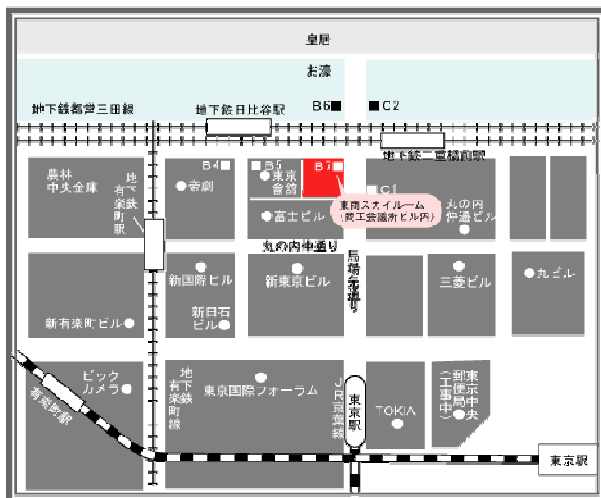 皇居
お濠
地下鉄都営三田線
地下鉄日比谷駅
B6
C2
地下鉄二重橋前駅
農林
中央金庫
地下鉄
有楽町駅
B4
帝劇
B5
東京
會舘
B7
C1
東商スカイルーム
(商工会議所ビル内)
富士ビル
丸の内
仲通ビル
丸の内仲通り
馬場先通り
新国際ビル
新東京ビル
三菱ビル
丸ビル
新日石
ビル
新有楽町ビル
ビック
カメラ
有楽町駅
地下鉄
有楽町線
東京国際フォーラム
JR京葉線
東京駅
TOKIA
東京中央
郵便局
(工事中)
東京駅